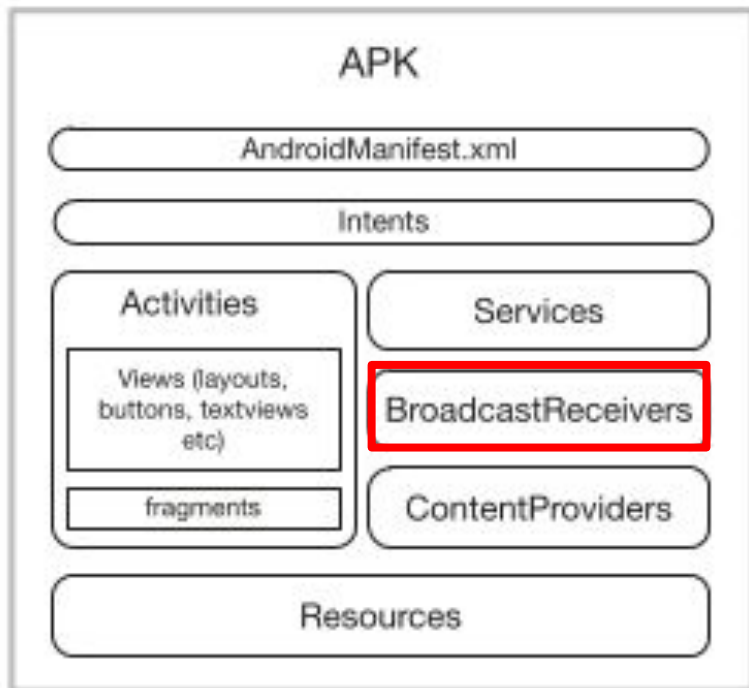 APK
AndroidManifest.xml
Intents
Activities
Views (layouts,
buttons, textviews
etc)
fragments
Services
BroadcastReceivers
ContentProviders
Resources